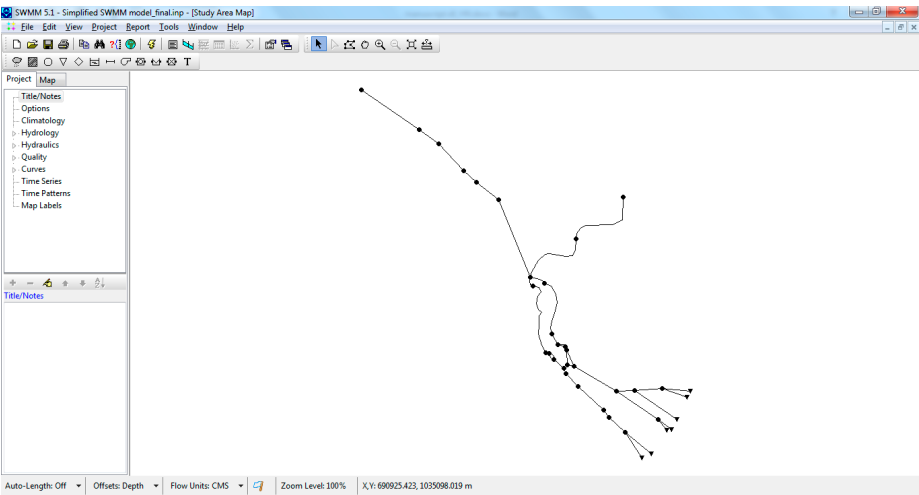 SWMM 5.1 - Simplified SWMM model_final.inp - [Study Area Map]
File Edit View Project Report Tools Window Help
T
Project Map
Title/Notes
Options
Climatology
Hydrology
Hydraulics
Quality
Curves
Time Series
Time Patterns
Map Labels
Title/Notes
Auto-Length: Off Offsets: Depth Flow Units: CMS Zoom Level: 100% X,Y: 690925.423, 1035098.019 m